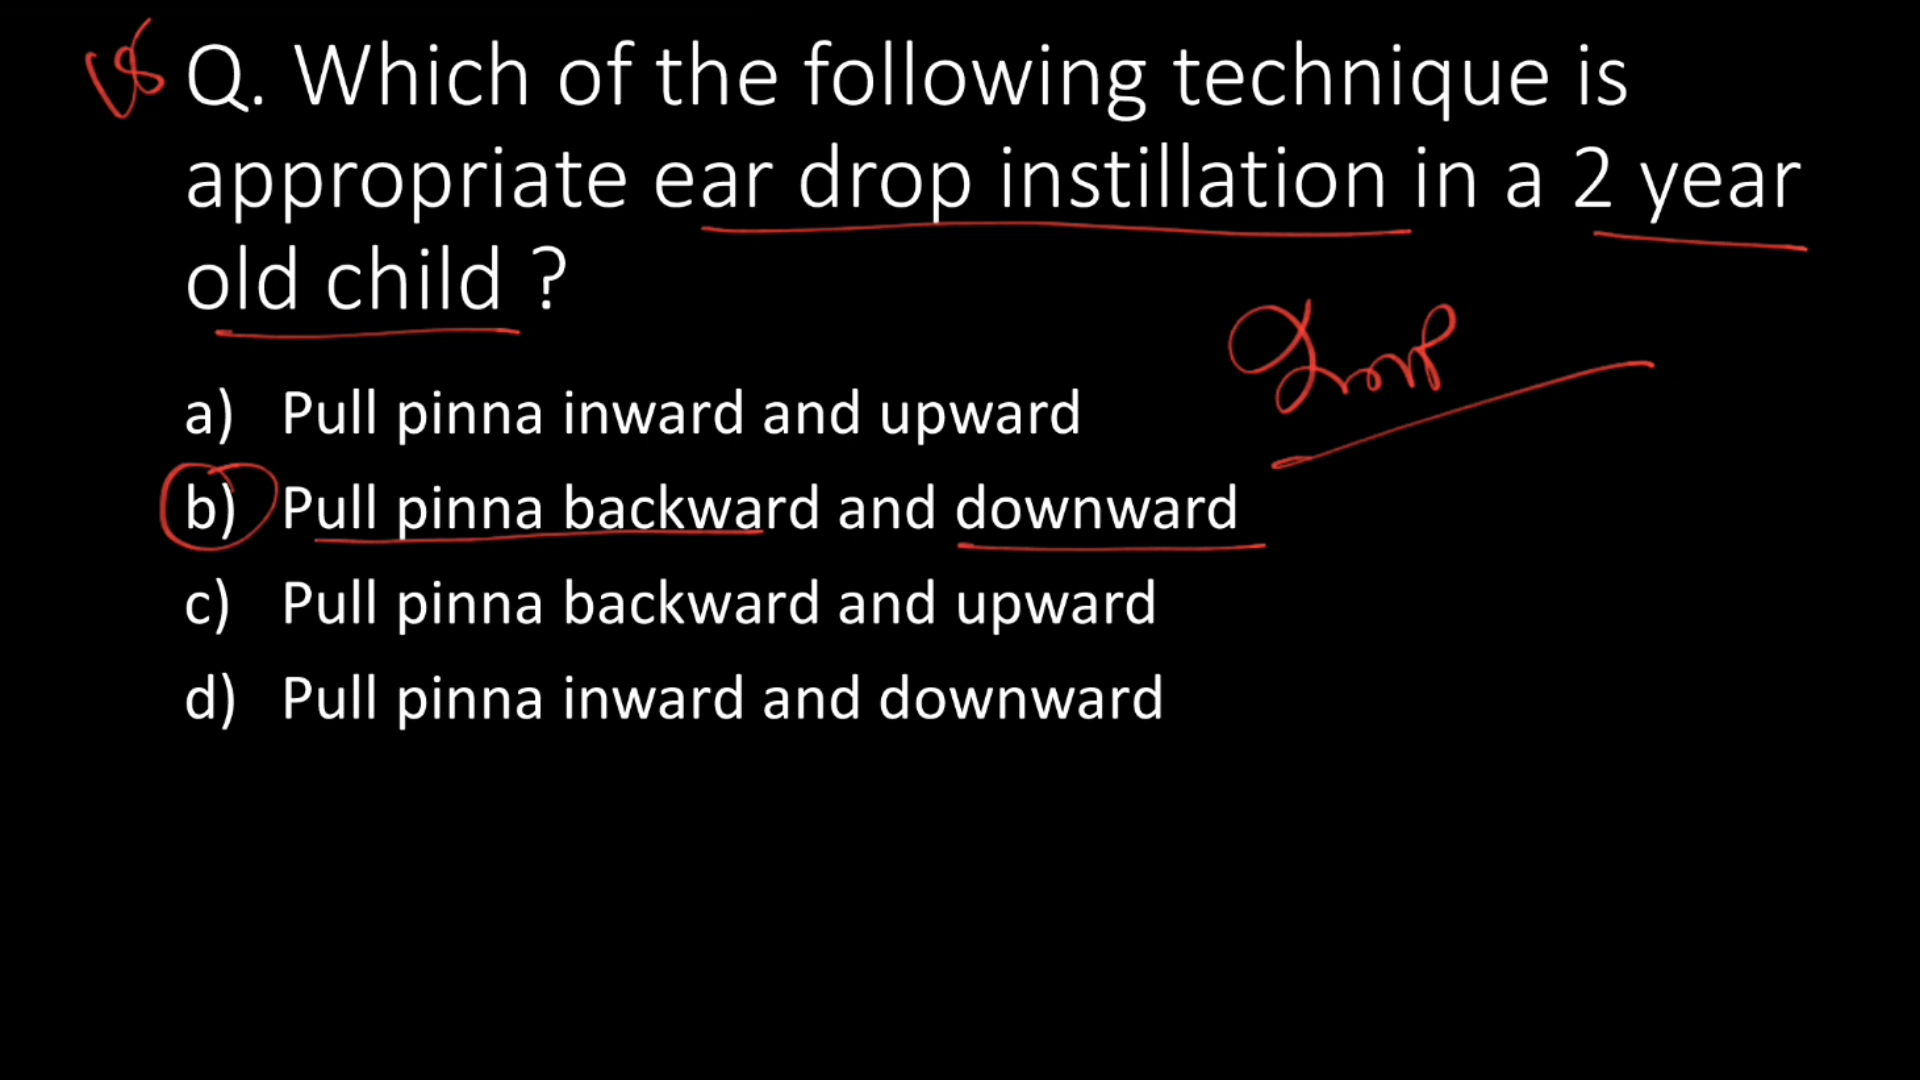 Q. Which of the following technique is
appropriate ear drop instillation in a 2 year
old child ?
Imp
a) Pull pinna inward and upward
b) Pull pinna backward and downward
c) Pull pinna backward and upward
d) Pull pinna inward and downward